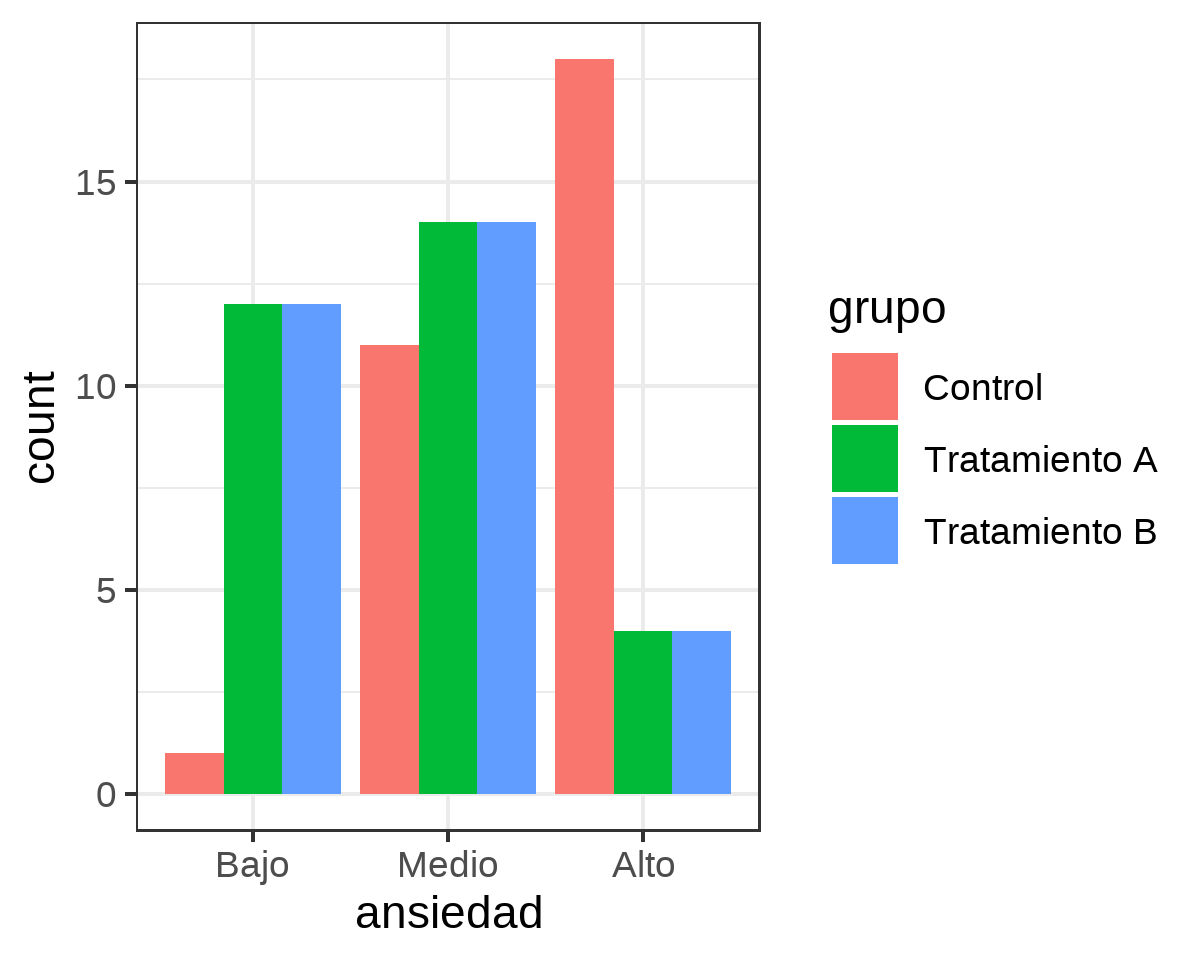 count
15
10
5
0
Bajo
Medio
Alto
ansiedad
grupo
Control
Tratamiento A
Tratamiento B